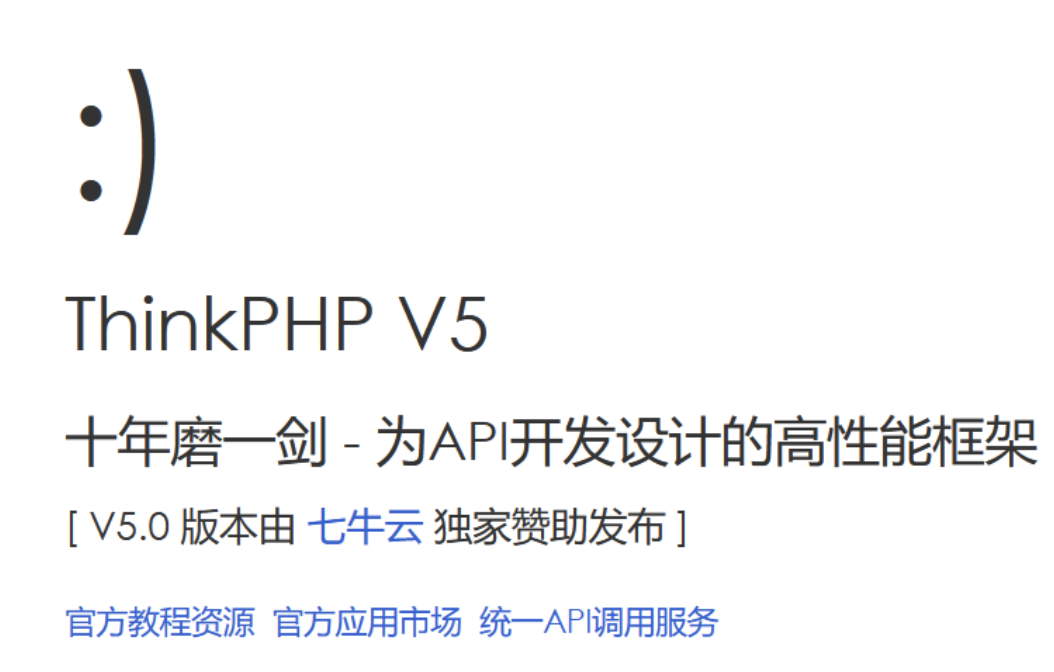 :)
ThinkPHP V5
十年磨一剑 - 为API开发设计的高性能框架
[ V5.0 版本由 七牛云 独家赞助发布 ]
官方教程资源 官方应用市场 统一API调用服务